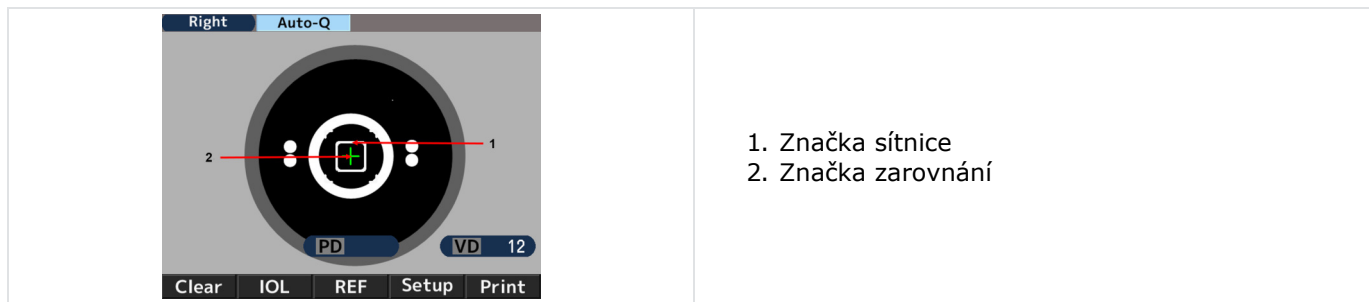 Right Auto-Q
1
2
PD VD 12
Clear IOL REF Setup Print
1. Značka sítnice
2. Značka zarovnání